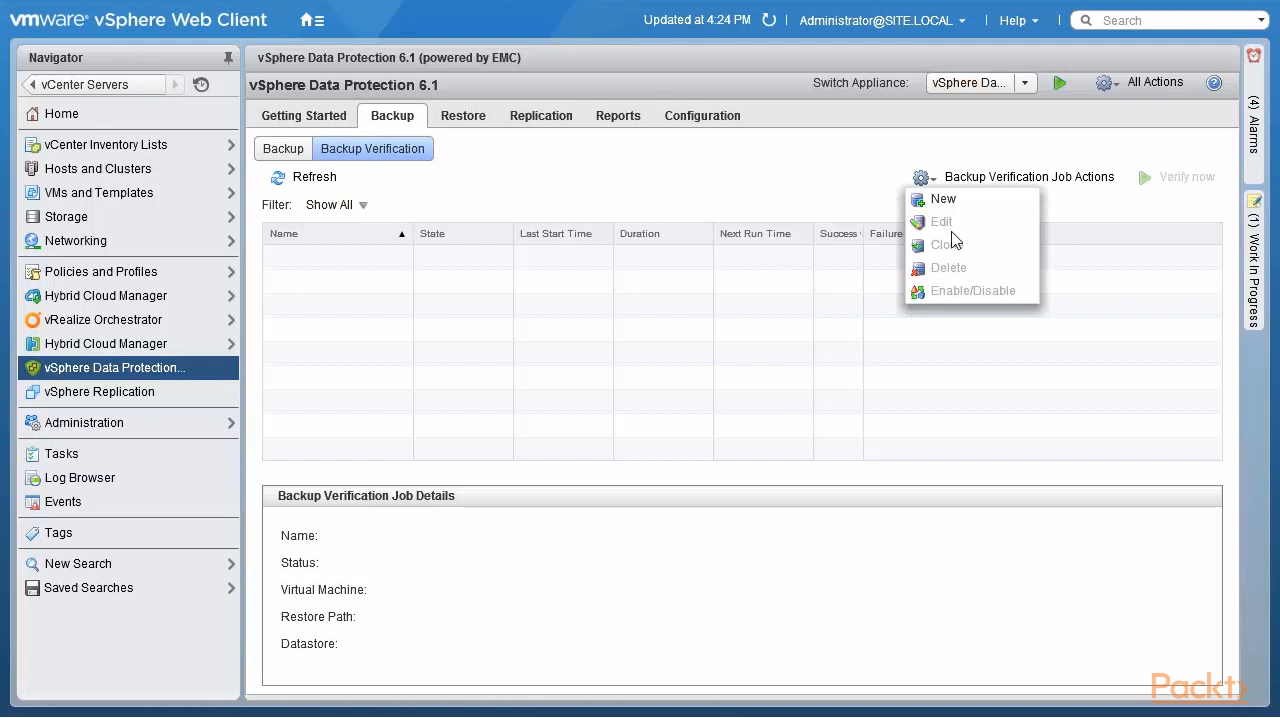 vmware® vSphere Web Client
Updated at 4:24 PM
Administrator@SITE.LOCAL
Help
Search
Navigator
vCenter Servers
Home
vCenter Inventory Lists
Hosts and Clusters
VMs and Templates
Storage
Networking
Policies and Profiles
Hybrid Cloud Manager
vRealize Orchestrator
Hybrid Cloud Manager
vSphere Data Protection...
vSphere Replication
Administration
Tasks
Log Browser
Events
Tags
New Search
Saved Searches
vSphere Data Protection 6.1 (powered by EMC)
vSphere Data Protection 6.1
Switch Appliance:
vSphere Da...
All Actions
Getting Started
Backup
Restore
Replication
Reports
Configuration
Backup
Backup Verification
Refresh
Backup Verification Job Actions
Verify now
Filter: Show All
Name
State
Last Start Time
Duration
Next Run Time
Success
Failure
New
Edit
Delete
Enable/Disable
Backup Verification Job Details
Name:
Status:
Virtual Machine:
Restore Path:
Datastore:
(4) Alarms
(1) Work In Progress
Packt